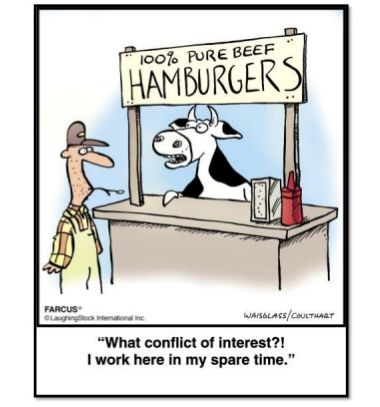 100% PURE BEEF
HAMBURGERS
FARCUS®
© LaughingStock International Inc.
WAISGLASS/COULTHART
“What conflict of interest?!
I work here in my spare time.”